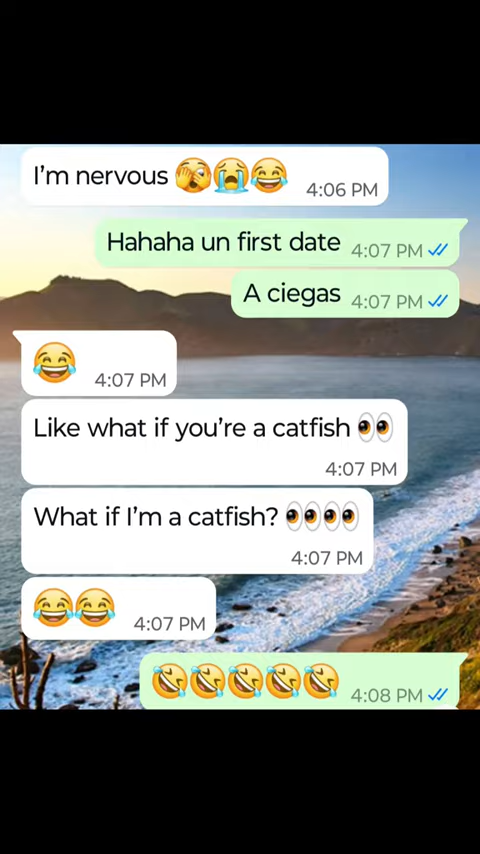 I'm nervous 🫣😭😂 4:06 PM
Hahaha un first date 4:07 PM
A ciegas 4:07 PM
😂 4:07 PM
Like what if you're a catfish 👀
4:07 PM
What if I'm a catfish? 👀👀
4:07 PM
😂😂 4:07 PM
🤣🤣🤣🤣🤣 4:08 PM